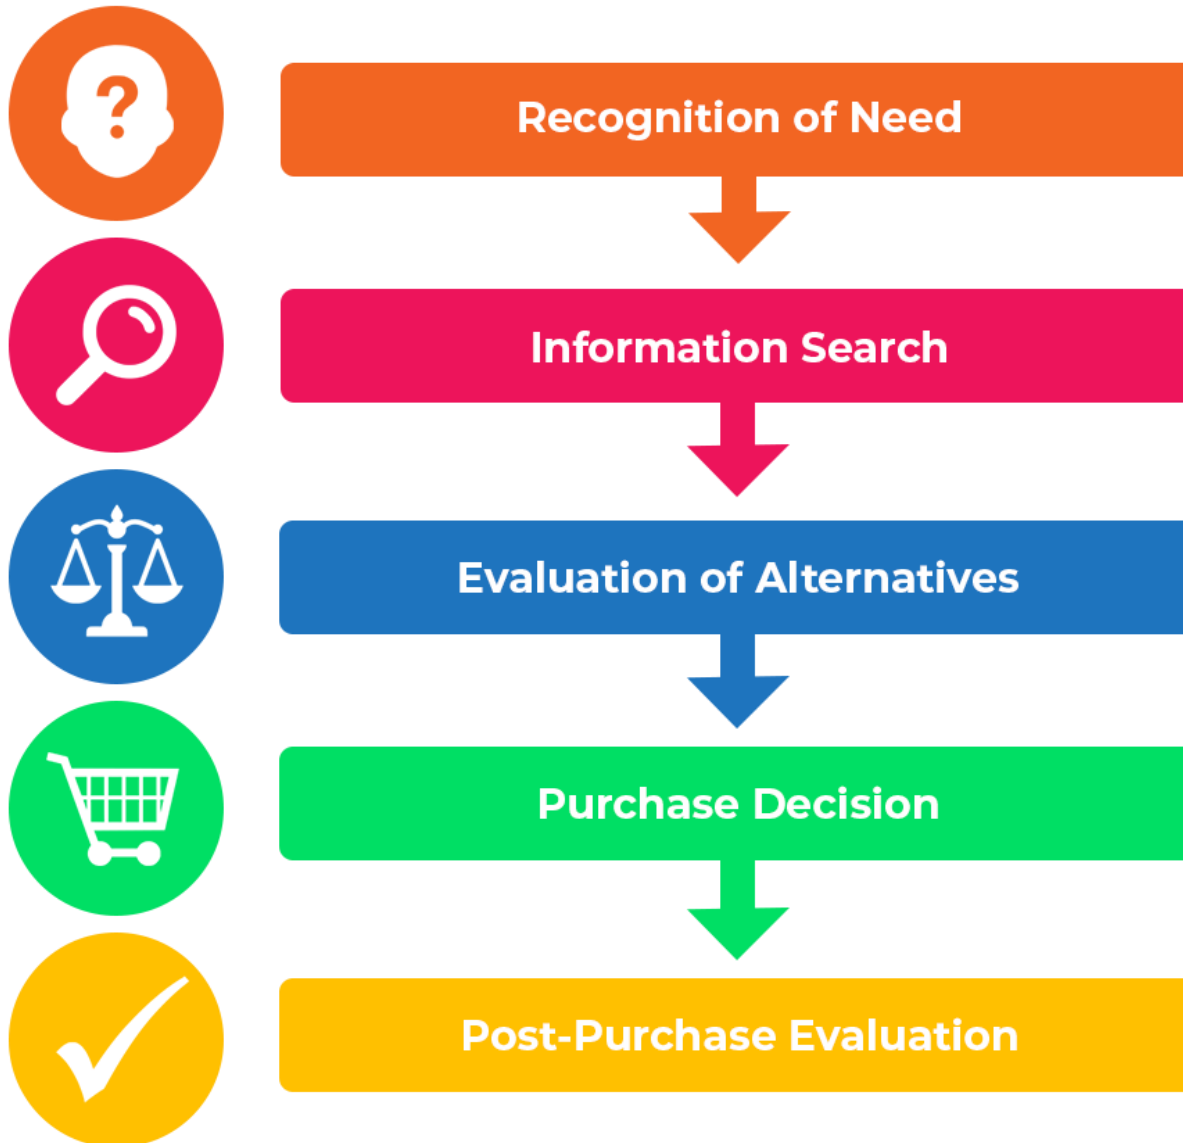 ?
Recognition of Need
Information Search
Evaluation of Alternatives
Purchase Decision
Post-Purchase Evaluation